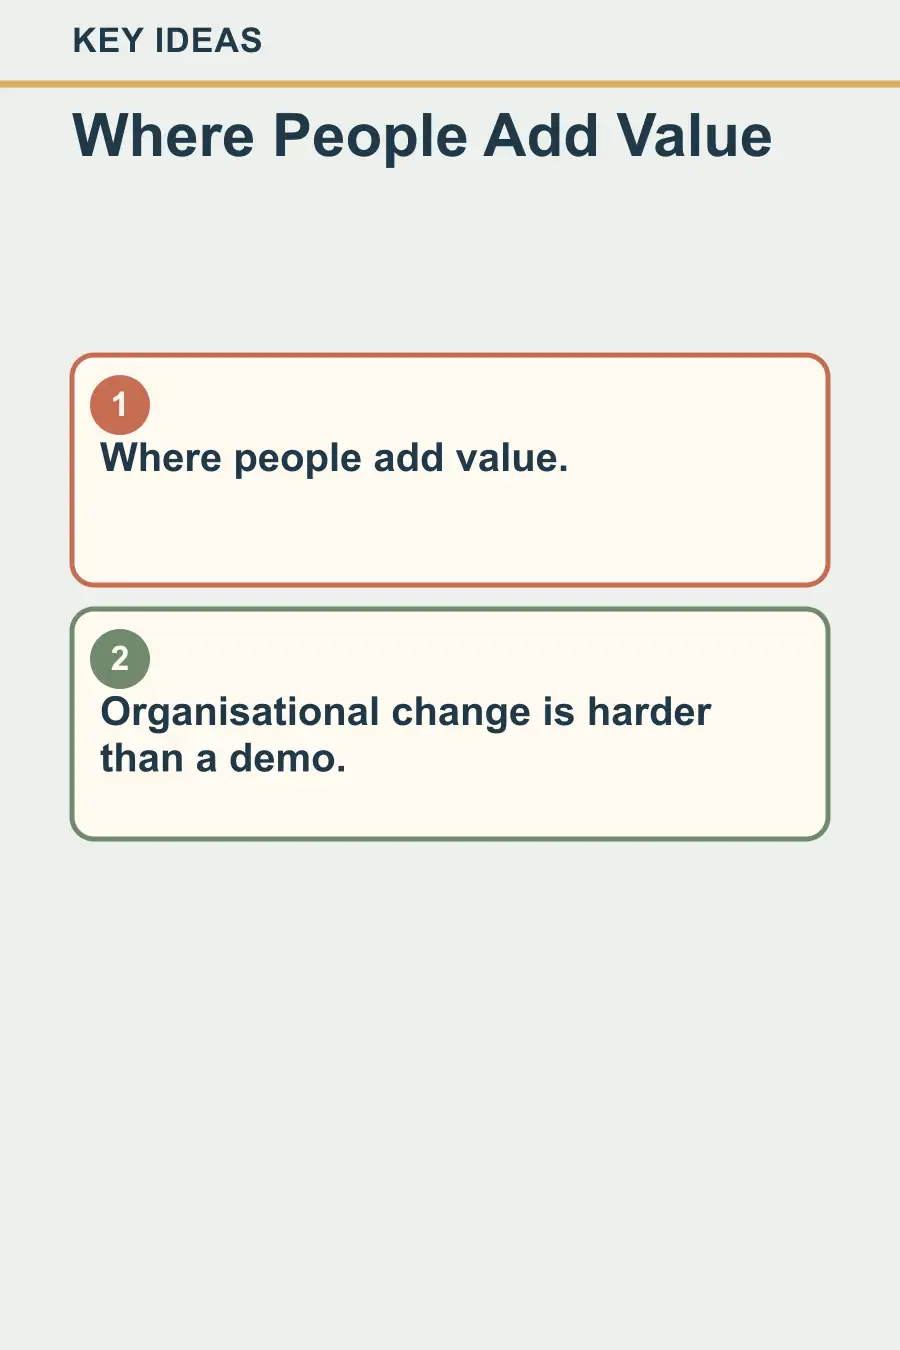 KEY IDEAS
Where People Add Value
1
Where people add value.
2
Organisational change is harder
than a demo.